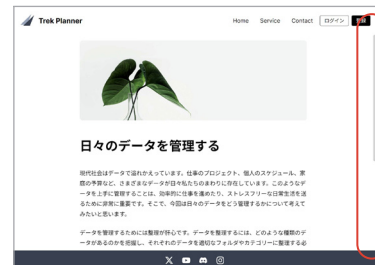 Trek Planner
Home Service Contact ログイン 登録
日々のデータを管理する
現代社会はデータで溢れかえっています。仕事のプロジェクト、個人のスケジュール、家
庭の予算など、さまざまなデータが日々私たちのまわりに存在しています。このようなデ
ータを上手に管理することは、効率的に仕事を進めたり、ストレスフリーな日常生活を送
るために非常に重要です。そこで、今回は日々のデータをどう管理するかについて考えて
みたいと思います。
データを管理するためには整理が肝心です。データを整理するには、どのような種類のデ
ータがあるのかを把握し、それぞれのデータを適切なフォルダやカテゴリーに整理する必